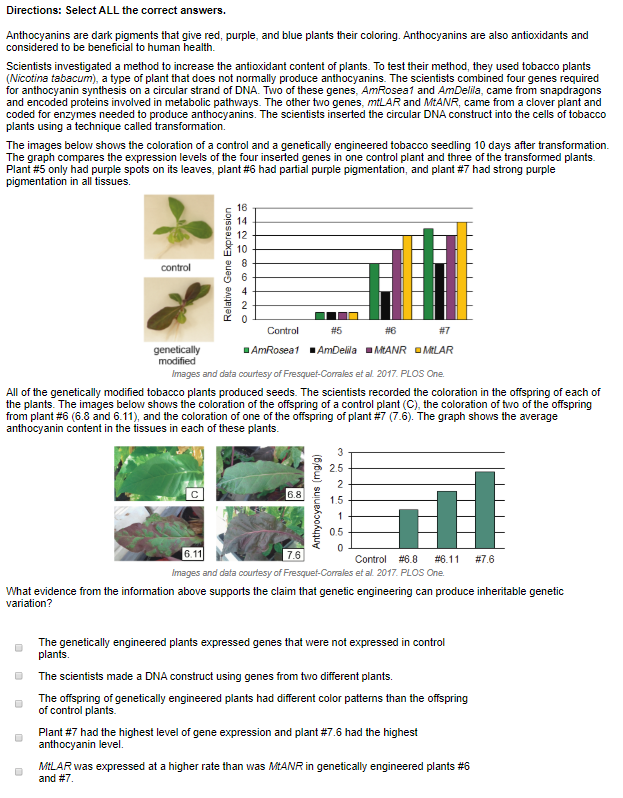 Directions: Select ALL the correct answers.
Anthocyanins are dark pigments that give red, purple, and blue plants their coloring. Anthocyanins are also antioxidants and
considered to be beneficial to human health.
Scientists investigated a method to increase the antioxidant content of plants. To test their method, they used tobacco plants
(Nicotina tabacum), a type of plant that does not normally produce anthocyanins. The scientists combined four genes required
for anthocyanin synthesis on a circular strand of DNA. Two of these genes, AmRosea1 and AmDelila, came from snapdragons
and encoded proteins involved in metabolic pathways. The other two genes, mtLAR and MtANR, came from a clover plant and
coded for enzymes needed to produce anthocyanins. The scientists inserted the circular DNA construct into the cells of tobacco
plants using a technique called transformation.
The images below shows the coloration of a control and a genetically engineered tobacco seedling 10 days after transformation.
The graph compares the expression levels of the four inserted genes in one control plant and three of the transformed plants.
Plant #5 only had purple spots on its leaves, plant #6 had partial purple pigmentation, and plant #7 had strong purple
pigmentation in all tissues.
control
genetically
modified
Relative Gene Expression
16
14
12
10
8
6
4
2
0
Control #5 #6 #7
AmRosea1 AmDelila MtANR MtLAR
Images and data courtesy of Fresquet-Corrales et al. 2017. PLOS One.
All of the genetically modified tobacco plants produced seeds. The scientists recorded the coloration in the offspring of each of
the plants. The images below shows the coloration of the offspring of a control plant (C), the coloration of two of the offspring
from plant #6 (6.8 and 6.11), and the coloration of one of the offspring of plant #7 (7.6). The graph shows the average
anthocyanin content in the tissues in each of these plants.
C
6.8
6.11
7.6
Anthyocyanins (mg/g)
3
2.5
2
1.5
1
0.5
0
Control #6.8 #6.11 #7.6
Images and data courtesy of Fresquet-Corrales et al. 2017. PLOS One.
What evidence from the information above supports the claim that genetic engineering can produce inheritable genetic
variation?
The genetically engineered plants expressed genes that were not expressed in control
plants.
The scientists made a DNA construct using genes from two different plants.
The offspring of genetically engineered plants had different color patterns than the offspring
of control plants.
Plant #7 had the highest level of gene expression and plant #7.6 had the highest
anthocyanin level.
MtLAR was expressed at a higher rate than was MtANR in genetically engineered plants #6
and #7.